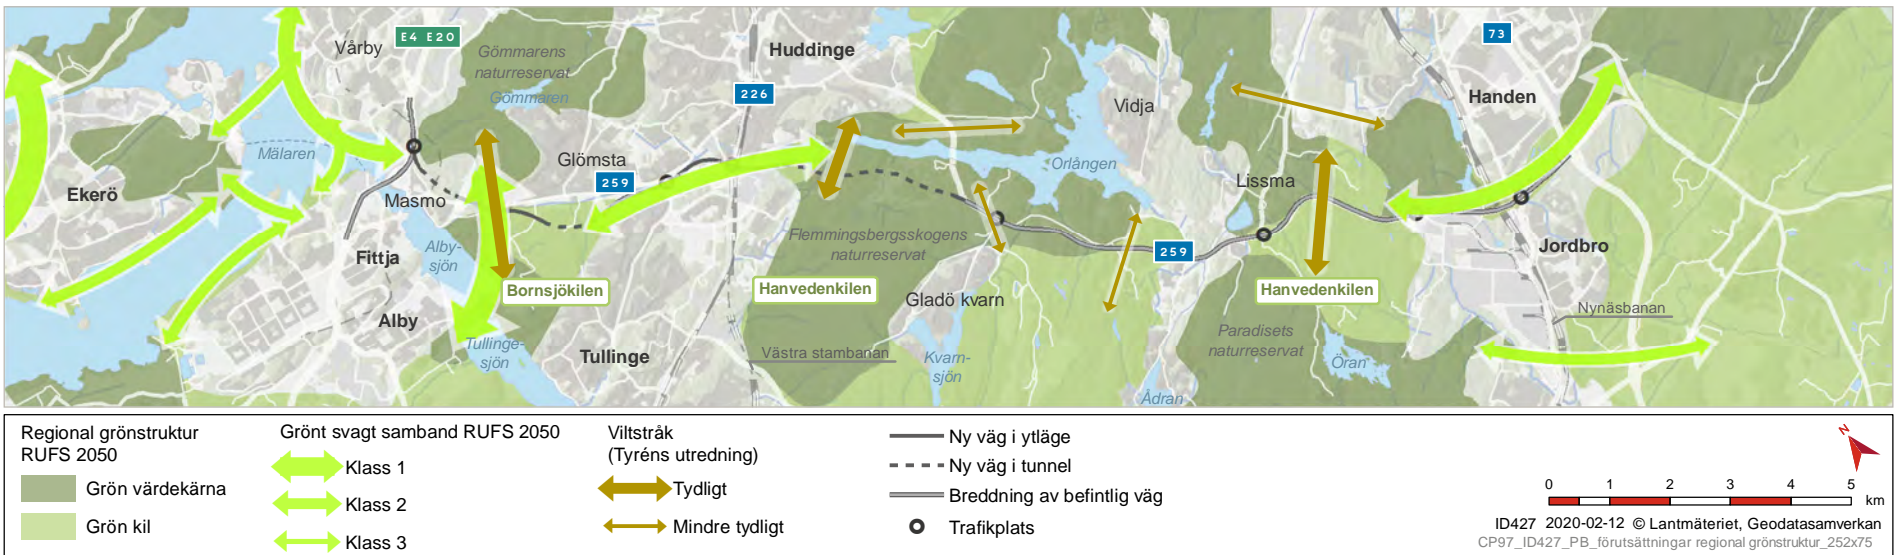 Vårby
E4 E20
Gömmarens
naturreservat
Gömmaren
Huddinge
226
73
Handen
Vidja
Mälaren
Glömsta
259
Orlången
Lissma
Ekerö
Masmo
Flemmingsbergsskogens
naturreservat
259
Jordbro
Fittja
Alby-
sjön
Bornsjökilen
Hanvedenkilen
Gladö kvarn
Hanvedenkilen
Nynäsbanan
Alby
Tullinge-
sjön
Tullinge
Västra stambanan
Kvarn-
sjön
Paradisets
naturreservat
Öran
Ådran
Regional grönstruktur
RUFS 2050
Grön värdekärna
Grön kil
Grönt svagt samband RUFS 2050
Klass 1
Klass 2
Klass 3
Viltstråk
(Tyréns utredning)
Tydligt
Mindre tydligt
Ny väg i ytläge
Ny väg i tunnel
Breddning av befintlig väg
Trafikplats
N
0 1 2 3 4 5
km
ID427 2020-02-12 © Lantmäteriet, Geodatasamverkan
CP97_ID427_PB_förutsättningar regional grönstruktur_252x75